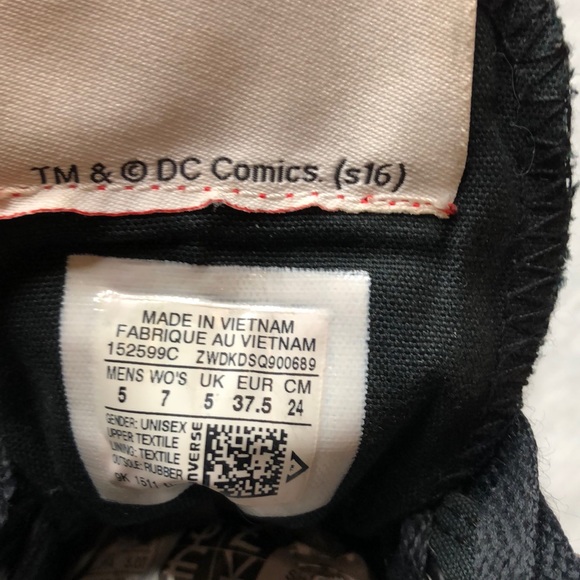 TM & © DC Comics. (s16)
MADE IN VIETNAM
FABRIQUE AU VIETNAM
152599C ZWDKDSQ900689
MENS WO'S UK EUR CM
5 7 5 37.5 24
GENDER: UNISEX
UPPER: TEXTILE
LINING: TEXTILE
OUTSOLE: RUBBER
1511